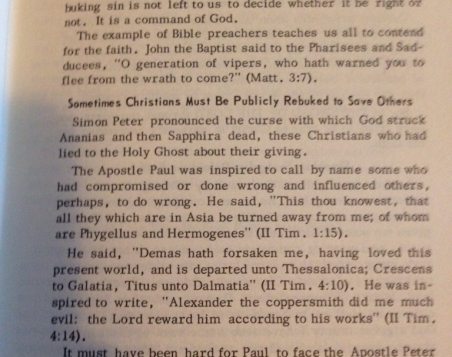 buking sin is not left to us to decide whether it be right or
not. It is a command of God.
The example of Bible preachers teaches us all to contend
for the faith. John the Baptist said to the Pharisees and Sad-
ducees, "O generation of vipers, who hath warned you to
flee from the wrath to come?" (Matt. 3:7).
Sometimes Christians Must Be Publicly Rebuked to Save Others
Simon Peter pronounced the curse with which God struck
Ananias and then Sapphira dead, these Christians who had
lied to the Holy Ghost about their giving.
The Apostle Paul was inspired to call by name some who
had compromised or done wrong and influenced others,
perhaps, to do wrong. He said, "This thou knowest, that
all they which are in Asia be turned away from me; of whom
are Phygellus and Hermogenes" (II Tim. 1:15).
He said, "Demas hath forsaken me, having loved this
present world, and is departed unto Thessalonica; Crescens
to Galatia, Titus unto Dalmatia" (II Tim. 4:10). He was in-
spired to write, "Alexander the coppersmith did me much
evil: the Lord reward him according to his works" (II Tim.
4:14).
It must have been hard for Paul to face the Apostle Peter